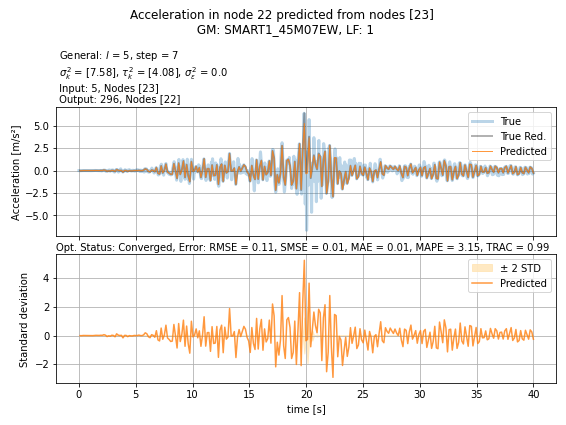 Acceleration in node 22 predicted from nodes [23]
GM: SMART1_45M07EW, LF: 1
General: l = 5, step = 7
σ²ₖ = [7.58], τ²ₖ = [4.08], σ²ε = 0.0
Input: 5, Nodes [23]
Output: 296, Nodes [22]
Acceleration [m/s²]
5.0
2.5
0.0
−2.5
−5.0
True
True Red.
Predicted
Opt. Status: Converged, Error: RMSE = 0.11, SMSE = 0.01, MAE = 0.01, MAPE = 3.15, TRAC = 0.99
Standard deviation
4
2
0
−2
± 2 STD
Predicted
0 5 10 15 20 25 30 35 40
time [s]